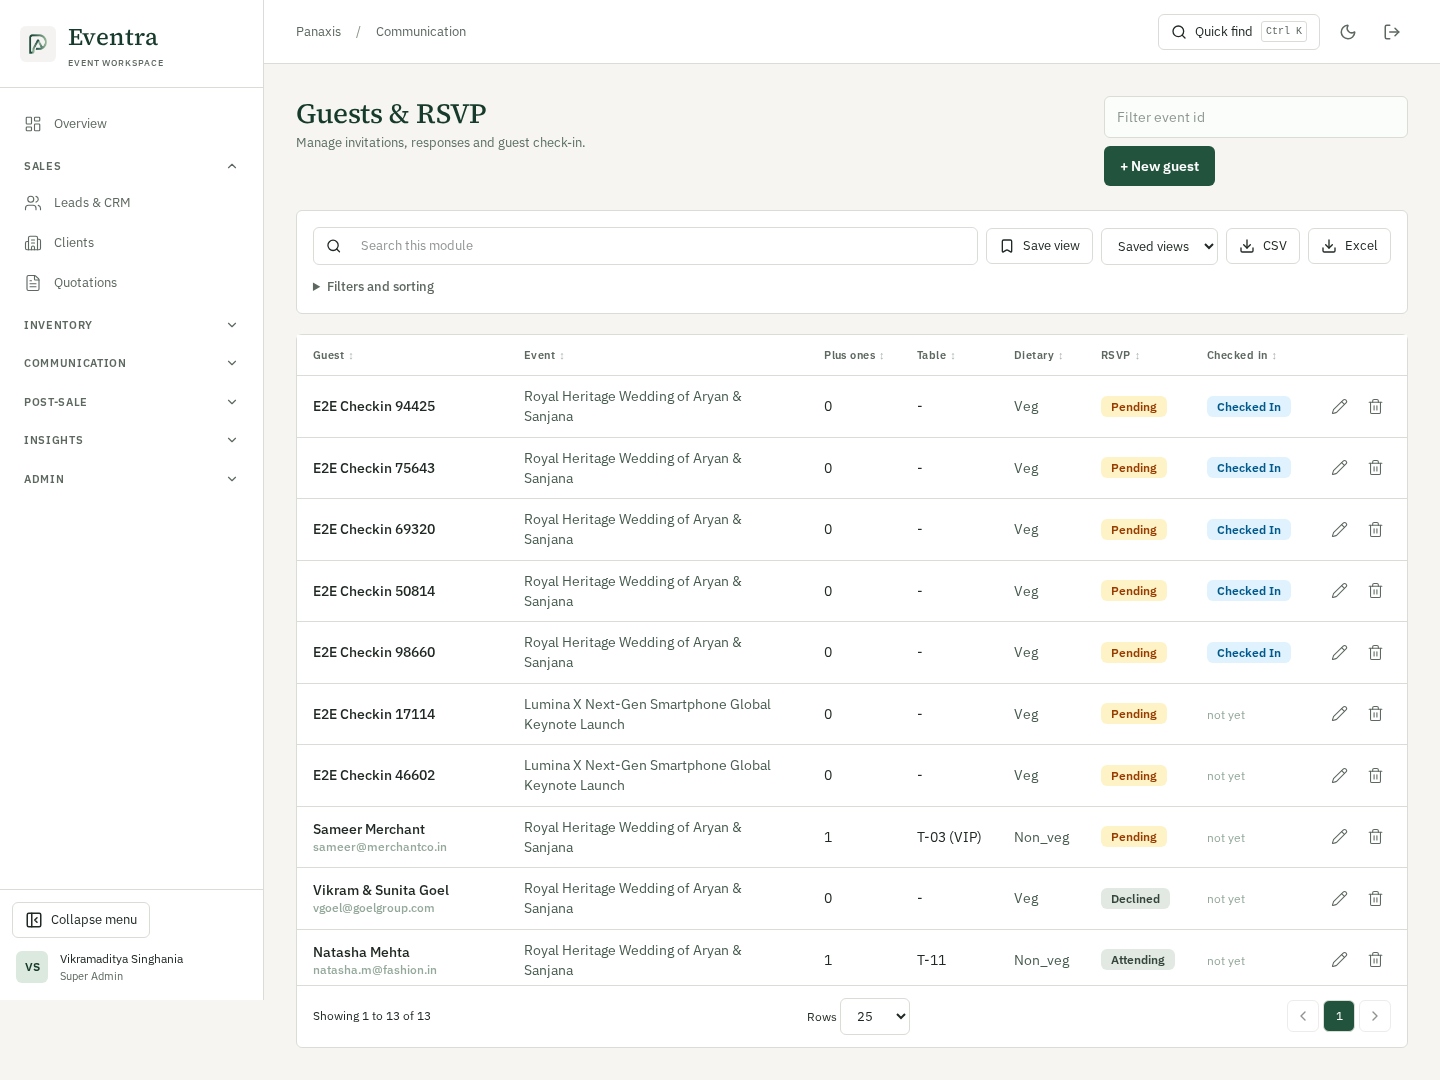 Eventra
EVENT WORKSPACE
Overview
SALES
Leads & CRM
Clients
Quotations
INVENTORY
COMMUNICATION
POST-SALE
INSIGHTS
ADMIN
Collapse menu
VS
Vikramaditya Singhania
Super Admin
Panaxis / Communication
Quick find Ctrl K
Guests & RSVP
Manage invitations, responses and guest check-in.
Filter event id
+ New guest
Search this module
Save view
Saved views
CSV
Excel
Filters and sorting
Guest ↕ Event ↕ Plus ones ↕ Table ↕ Dietary ↕ RSVP ↕ Checked in ↕
E2E Checkin 94425 Royal Heritage Wedding of Aryan & 0 - Veg Pending Checked In
Sanjana
E2E Checkin 75643 Royal Heritage Wedding of Aryan & 0 - Veg Pending Checked In
Sanjana
E2E Checkin 69320 Royal Heritage Wedding of Aryan & 0 - Veg Pending Checked In
Sanjana
E2E Checkin 50814 Royal Heritage Wedding of Aryan & 0 - Veg Pending Checked In
Sanjana
E2E Checkin 98660 Royal Heritage Wedding of Aryan & 0 - Veg Pending Checked In
Sanjana
E2E Checkin 17114 Lumina X Next-Gen Smartphone Global 0 - Veg Pending not yet
Keynote Launch
E2E Checkin 46602 Lumina X Next-Gen Smartphone Global 0 - Veg Pending not yet
Keynote Launch
Sameer Merchant Royal Heritage Wedding of Aryan & 1 T-03 (VIP) Non_veg Pending not yet
sameer@merchantco.in Sanjana
Vikram & Sunita Goel Royal Heritage Wedding of Aryan & 0 - Veg Declined not yet
vgoel@goelgroup.com Sanjana
Natasha Mehta Royal Heritage Wedding of Aryan & 1 T-11 Non_veg Attending not yet
natasha.m@fashion.in Sanjana
Showing 1 to 13 of 13 Rows 25 1